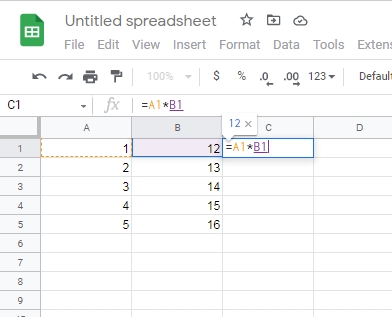 Untitled spreadsheet
File Edit View Insert Format Data Tools Extens
100% $ % .0 .00 123 Defaul
C1 fx =A1*B1
12 ×
A B C D
1 1 12 =A1*B1
2 2 13
3 3 14
4 4 15
5 5 16
6
7
8
9